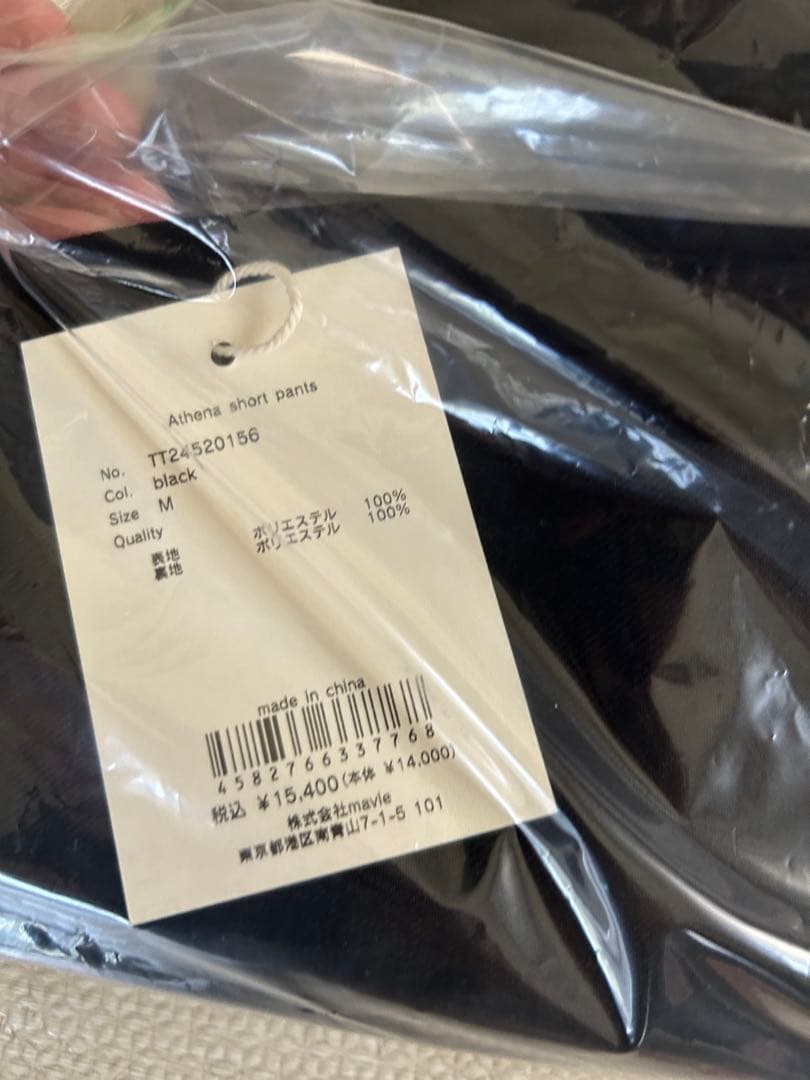 Athena short pants
No. TT24520156
Col. black
Size M
Quality
表地 ポリエステル 100%
裏地 ポリエステル 100%
made in china
4582766337768
税込 ¥15,400(本体 ¥14,000)
株式会社mavie
東京都港区南青山7-1-5 101